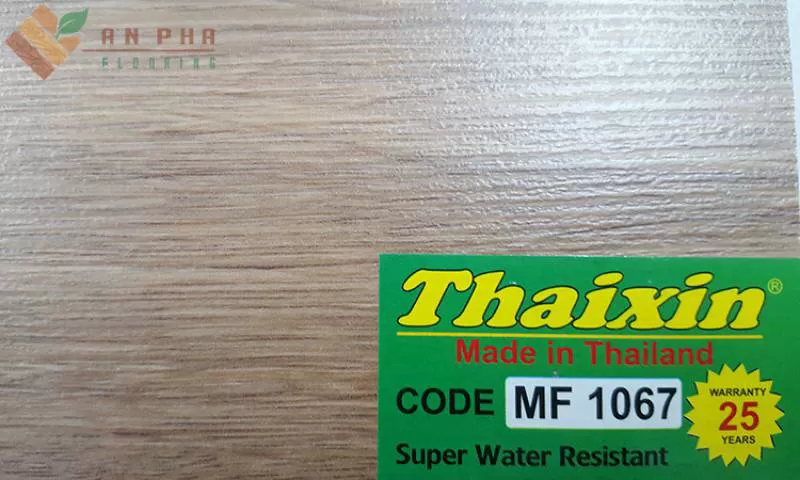 AN PHA
FLOORING
Thaixin®
Made in Thailand
CODE MF 1067
WARRANTY
25
YEARS
Super Water Resistant